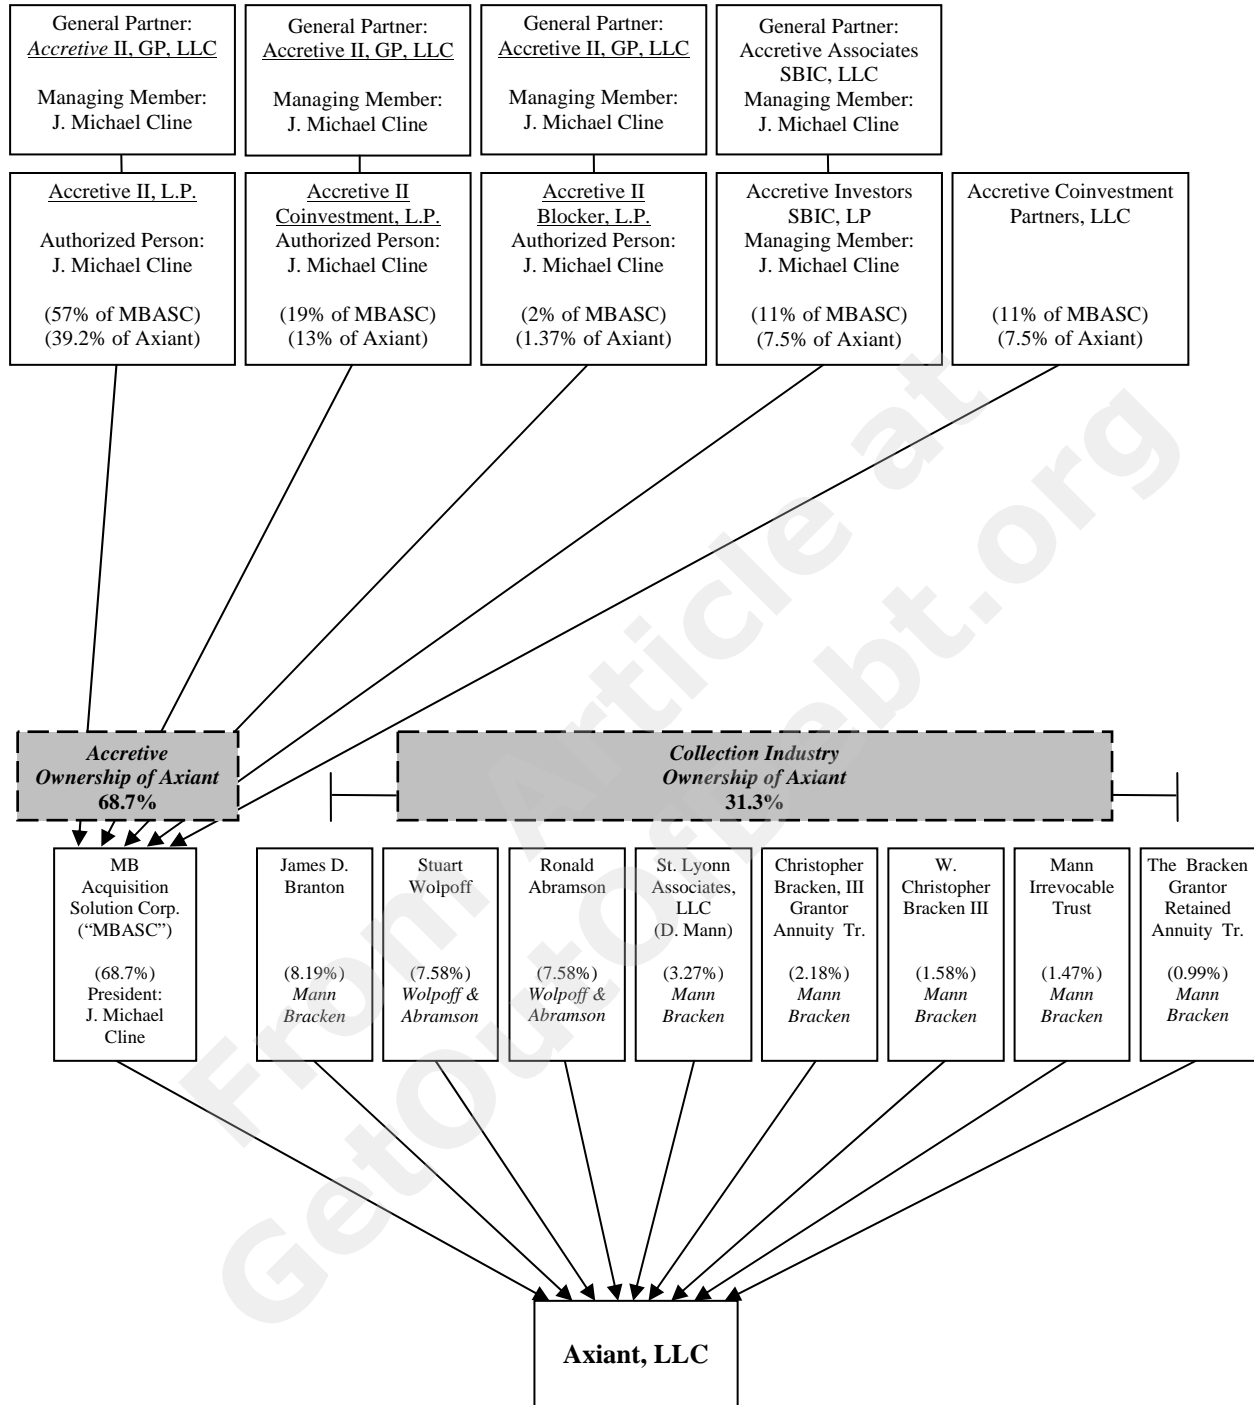 General Partner:
Accretive II, GP, LLC
Managing Member:
J. Michael Cline
General Partner:
Accretive II, GP, LLC
Managing Member:
J. Michael Cline
General Partner:
Accretive II, GP, LLC
Managing Member:
J. Michael Cline
General Partner:
Accretive Associates
SBIC, LLC
Managing Member:
J. Michael Cline
Accretive II, L.P.
Authorized Person:
J. Michael Cline
(57% of MBASC)
(39.2% of Axiant)
Accretive II
Coinvestment, L.P.
Authorized Person:
J. Michael Cline
(19% of MBASC)
(13% of Axiant)
Accretive II
Blocker, L.P.
Authorized Person:
J. Michael Cline
(2% of MBASC)
(1.37% of Axiant)
Accretive Investors
SBIC, LP
Managing Member:
J. Michael Cline
(11% of MBASC)
(7.5% of Axiant)
Accretive Coinvestment
Partners, LLC
(11% of MBASC)
(7.5% of Axiant)
Accretive
Ownership of Axiant
68.7%
Collection Industry
Ownership of Axiant
31.3%
MB
Acquisition
Solution Corp.
(“MBASC”)
(68.7%)
President:
J. Michael
Cline
James D.
Branton
(8.19%)
Mann
Bracken
Stuart
Wolpoff
(7.58%)
Wolpoff &
Abramson
Ronald
Abramson
(7.58%)
Wolpoff &
Abramson
St. Lyonn
Associates,
LLC
(D. Mann)
(3.27%)
Mann
Bracken
Christopher
Bracken, III
Grantor
Annuity Tr.
(2.18%)
Mann
Bracken
W.
Christopher
Bracken III
(1.58%)
Mann
Bracken
Mann
Irrevocable
Trust
(1.47%)
Mann
Bracken
The Bracken
Grantor
Retained
Annuity Tr.
(0.99%)
Mann
Bracken
Axiant, LLC
From Article at
GetOutOfDebt.org